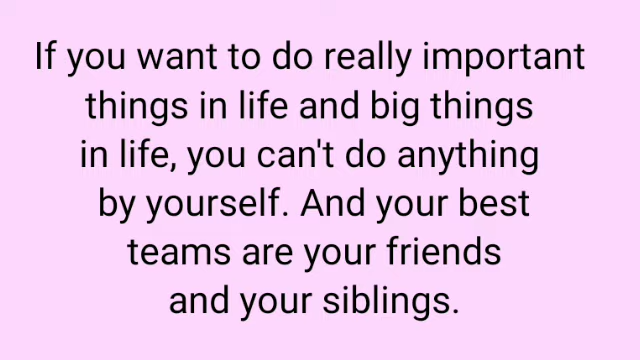 If you want to do really important
things in life and big things
in life, you can't do anything
by yourself. And your best
teams are your friends
and your siblings.